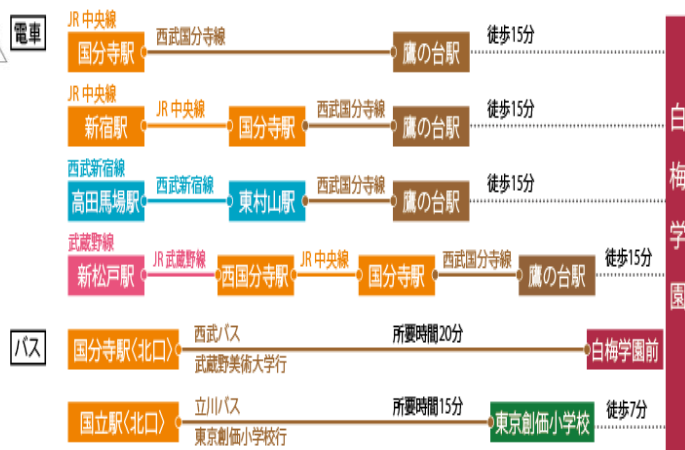 電車
JR 中央線
国分寺駅 西武国分寺線 鷹の台駅 徒歩15分
JR 中央線
新宿駅 JR 中央線 国分寺駅 西武国分寺線 鷹の台駅 徒歩15分
西武新宿線
高田馬場駅 西武新宿線 東村山駅 西武国分寺線 鷹の台駅 徒歩15分
武蔵野線
新松戸駅 JR 武蔵野線 西国分寺駅 JR 中央線 国分寺駅 西武国分寺線 鷹の台駅 徒歩15分
バス
国分寺駅〈北口〉 西武バス 所要時間20分 白梅学園前
武蔵野美術大学行
国立駅〈北口〉 立川バス 所要時間15分 東京創価小学校 徒歩7分
東京創価小学校行
白梅学園